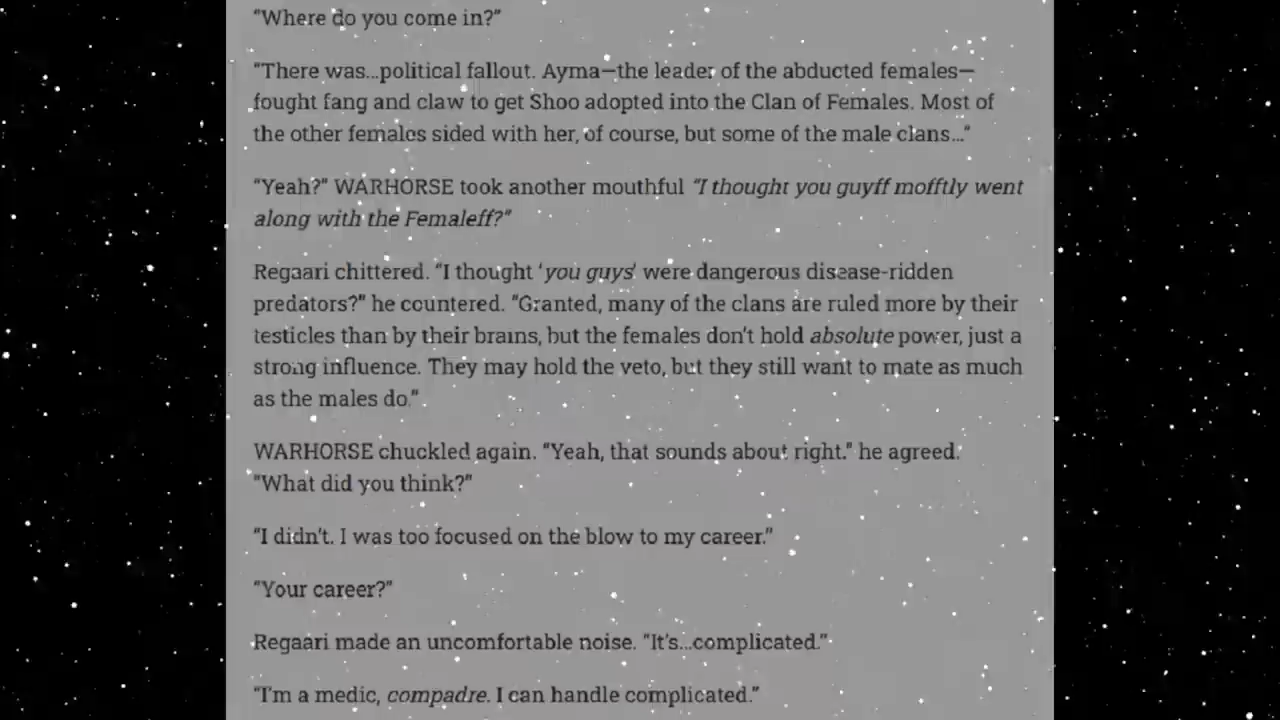 “Where do you come in?”
“There was...political fallout. Ayma—the leader of the abducted females—
fought fang and claw to get Shoo adopted into the Clan of Females. Most of
the other females sided with her, of course, but some of the male clans...”
“Yeah?” WARHORSE took another mouthful “I thought you guyff mofftly went
along with the Femaleff?”
Regaari chittered. “I thought ‘you guys’ were dangerous disease-ridden
predators?” he countered. “Granted, many of the clans are ruled more by their
testicles than by their brains, but the females don’t hold absolute power, just a
strong influence. They may hold the veto, but they still want to mate as much
as the males do.”
WARHORSE chuckled again. “Yeah, that sounds about right.” he agreed.
“What did you think?”
“I didn’t. I was too focused on the blow to my career.”
“Your career?”
Regaari made an uncomfortable noise. “It’s...complicated.”
“I’m a medic, compadre. I can handle complicated.”